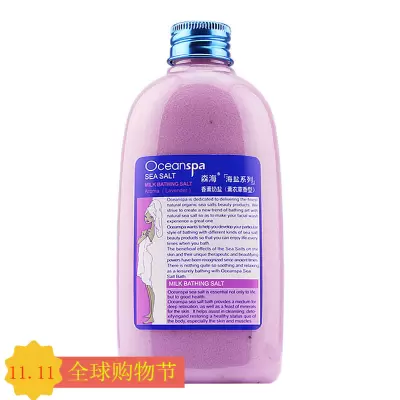 Oceanspa
SEA SALT
MILK BATHING SALT
Aroma (Lavender)
森海®「海盐系列」
香薰奶盐（薰衣草香型）
Oceanspa is dedicated to delivering the finest
natural organic sea salts beauty products. We
strive to create a new kind of bathing art with
natural sea salt so as to make your facial wash
experience a great one.
Oceanspa wants to help you develop your particular
style of bathing with different kinds of sea salt
beauty products so that you can enjoy life every
times when you bath.
The beneficial effects of the Sea Salts on your
skin and their unique therapeutic and beautifying
powers have been recognized since ancient times.
There is nothing quite so soothing and relaxing
as a leisurely bathing with Oceanspa Sea
Salt Bath.
MILK BATHING SALT
Oceanspa sea salt is essential not only to life
but to good health.
Oceanspa sea salt bath provides a medium for
deep relaxation, as well as a feast of minerals
for the skin. It helps assist in cleansing, detox-
ifying and restoring a healthy status quo of
the body, especially the skin and muscles.
11.11 全球购物节